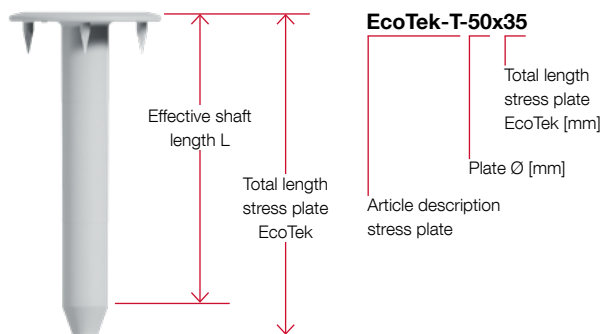 EcoTek-T-50x35
Total length
stress plate
EcoTek [mm]
Plate Ø [mm]
Article description
stress plate
Effective shaft
length L
Total length
stress plate
EcoTek